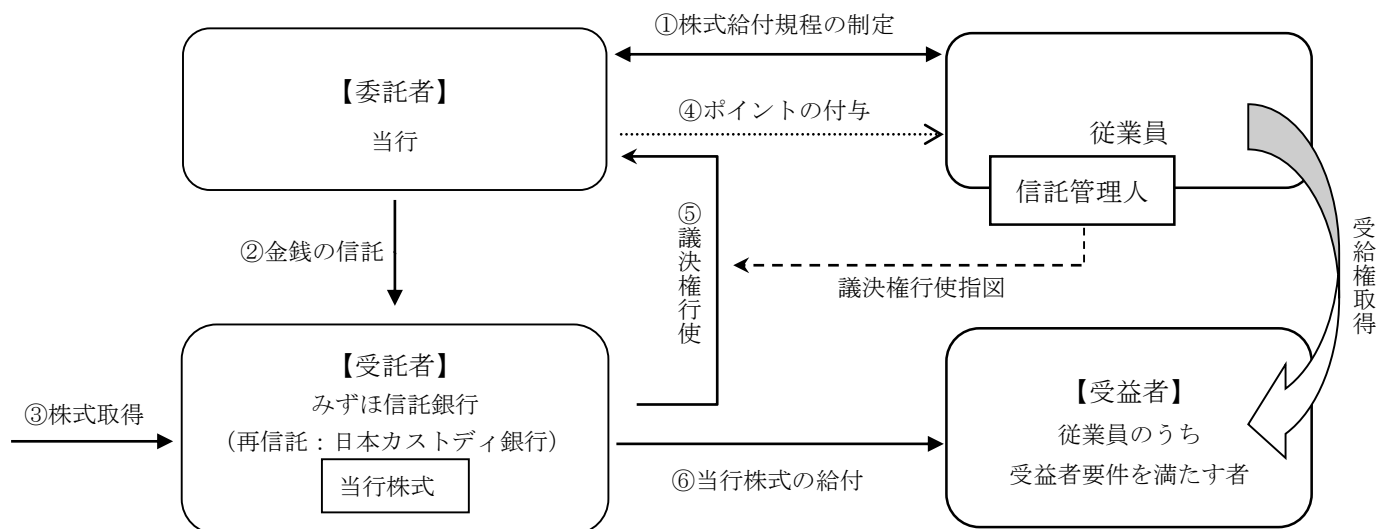 ①株式給付規程の制定
【委託者】
当行
④ポイントの付与
従業員
信託管理人
②金銭の信託
⑤議決権行使
議決権行使指図
受給権取得
③株式取得
【受託者】
みずほ信託銀行
（再信託：日本カストディ銀行）
当行株式
⑥当行株式の給付
【受益者】
従業員のうち
受益者要件を満たす者